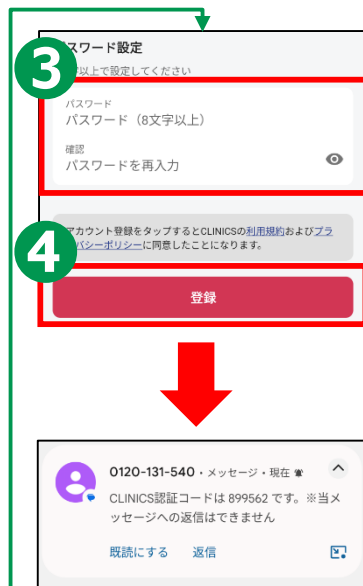 スワード設定
3
以上で設定してください
パスワード
パスワード（8文字以上）
確認
パスワードを再入力
カウント登録をタップするとCLINICSの利用規約およびプラ
バシーポリシーに同意したことになります。
4
登録
0120-131-540・メッセージ・現在
CLINICS認証コードは 899562 です。※当メ
ッセージへの返信はできません
既読にする 返信